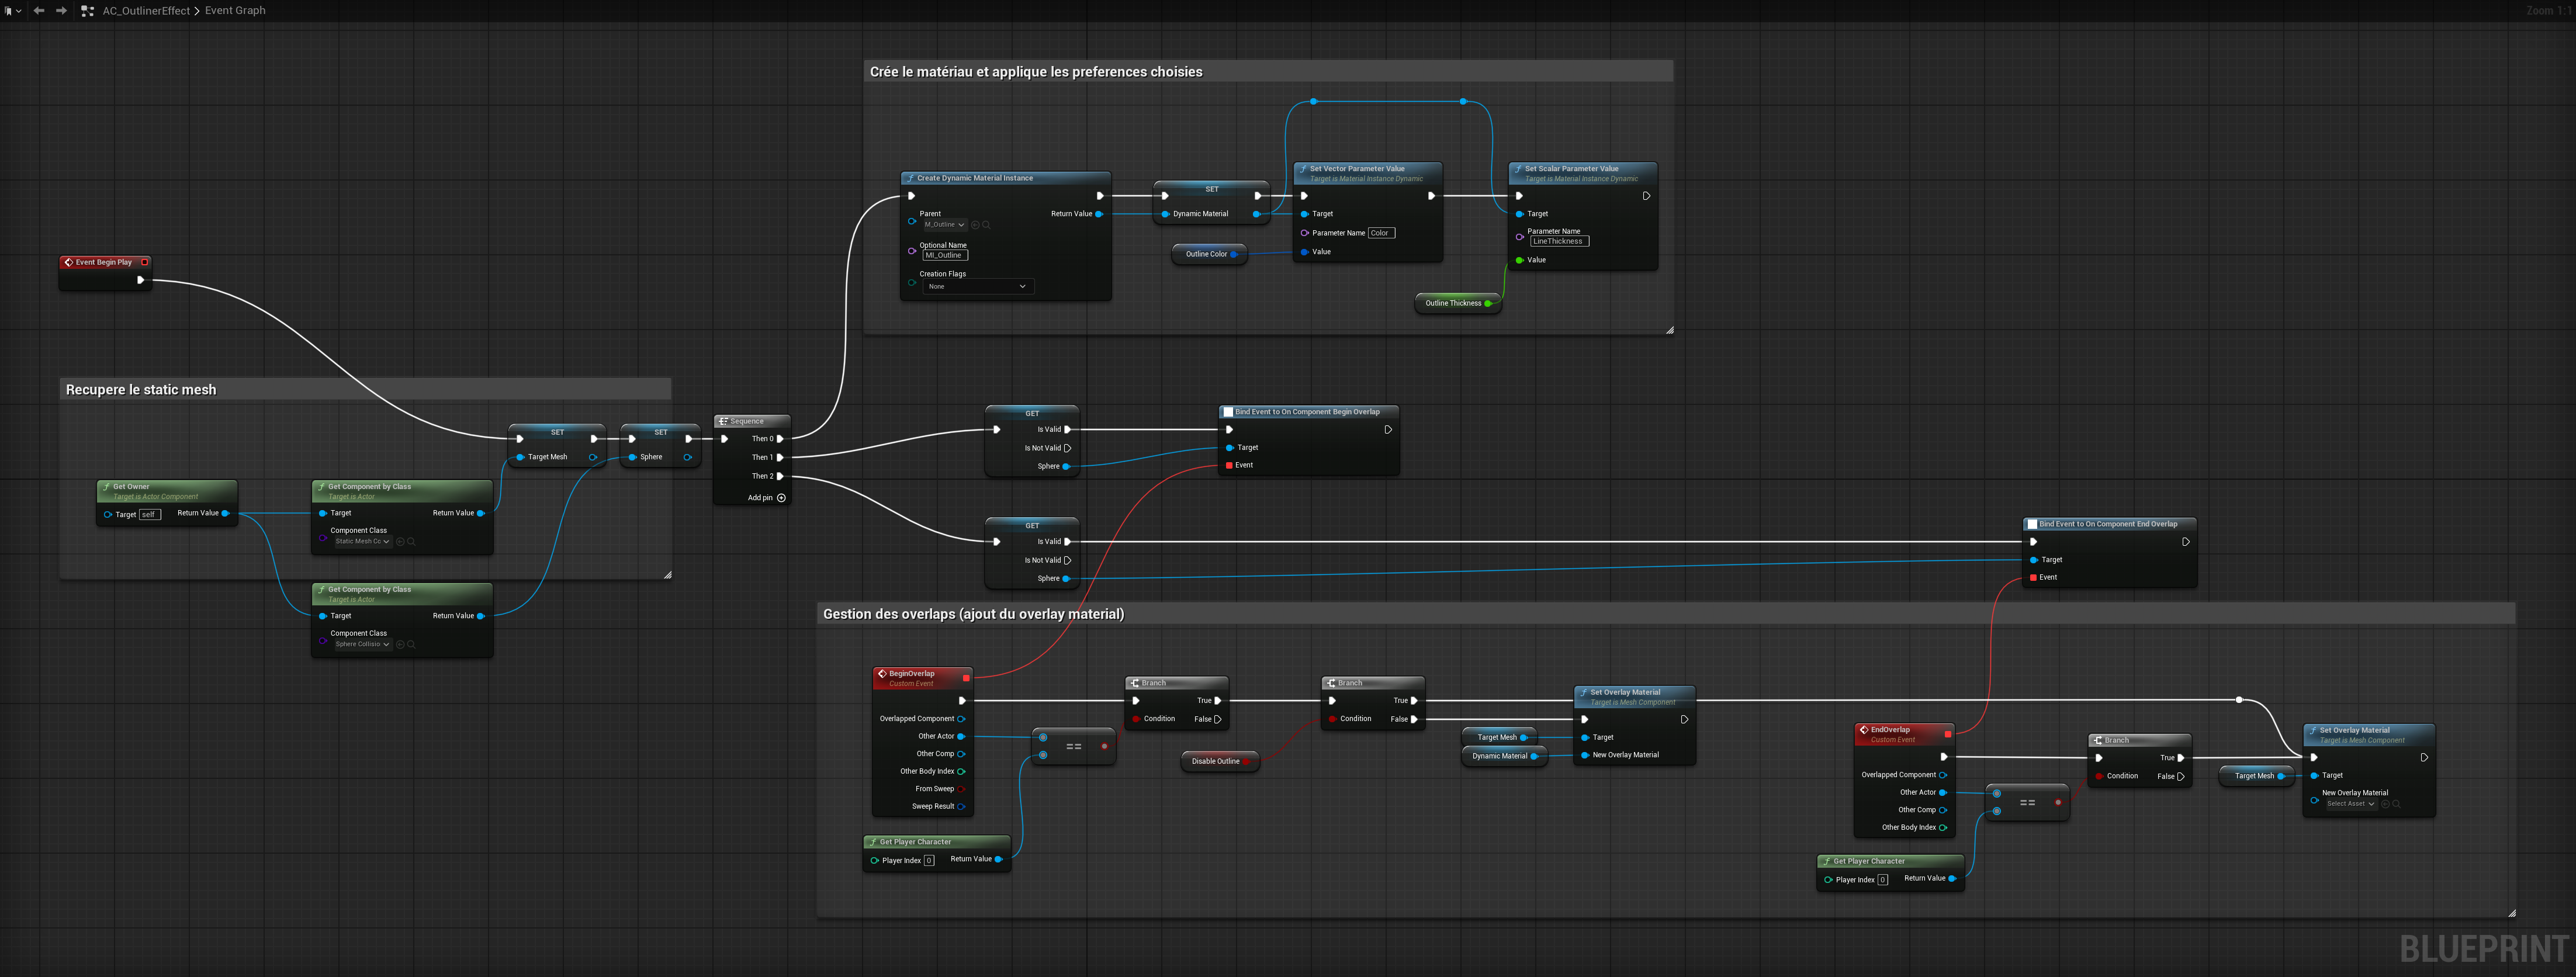 AC_OutlinerEffect > Event Graph
Zoom 1:1
Crée le matériau et applique les preferences choisies
Create Dynamic Material Instance
Parent
M_Outline
Return Value
Optional Name
MI_Outline
Creation Flags
None
SET
Dynamic Material
Outline Color
Set Vector Parameter Value
Target is Material Instance Dynamic
Target
Parameter Name Color
Value
Set Scalar Parameter Value
Target is Material Instance Dynamic
Target
Parameter Name
LineThickness
Value
Outline Thickness
Event Begin Play
Recupere le static mesh
SET
Target Mesh
SET
Sphere
Get Owner
Target is Actor Component
Target self
Return Value
Get Component by Class
Target is Actor
Target
Return Value
Component Class
Static Mesh Cc
Get Component by Class
Target is Actor
Target
Return Value
Component Class
Sphere Collisio
Sequence
Then 0
Then 1
Then 2
Add pin
GET
Is Valid
Is Not Valid
Sphere
Bind Event to On Component Begin Overlap
Target
Event
GET
Is Valid
Is Not Valid
Sphere
Bind Event to On Component End Overlap
Target
Event
Gestion des overlaps (ajout du overlay material)
BeginOverlap
Custom Event
Overlapped Component
Other Actor
Other Comp
Other Body Index
From Sweep
Sweep Result
Get Player Character
Player Index 0
Return Value
==
Branch
True
Condition
False
Disable Outline
Branch
True
Condition
False
Target Mesh
Dynamic Material
Set Overlay Material
Target is Mesh Component
Target
New Overlay Material
EndOverlap
Custom Event
Overlapped Component
Other Actor
Other Comp
Other Body Index
Get Player Character
Player Index 0
Return Value
==
Branch
True
Condition
False
Target Mesh
Set Overlay Material
Target is Mesh Component
Target
New Overlay Material
Select Asset
BLUEPRINT